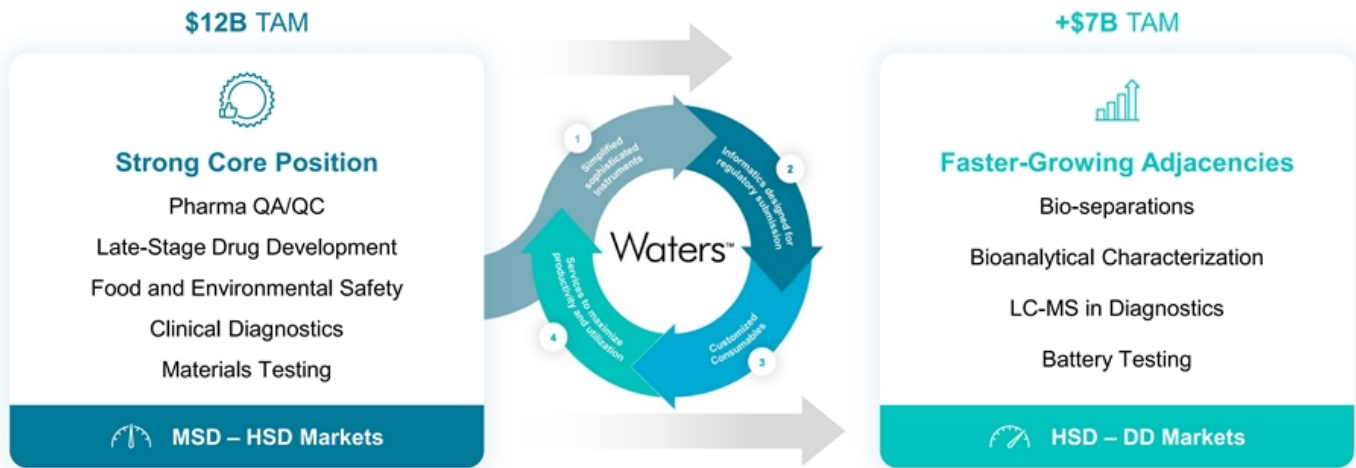 $12B TAM
Strong Core Position
Pharma QA/QC
Late-Stage Drug Development
Food and Environmental Safety
Clinical Diagnostics
Materials Testing
MSD – HSD Markets
1
Simplified
sophisticated
Instruments
2
Informatics designed for
regulatory submission
Waters™
3
Customized
Consumables
4
Services to maximize
productivity and utilization
+$7B TAM
Faster-Growing Adjacencies
Bio-separations
Bioanalytical Characterization
LC-MS in Diagnostics
Battery Testing
HSD – DD Markets